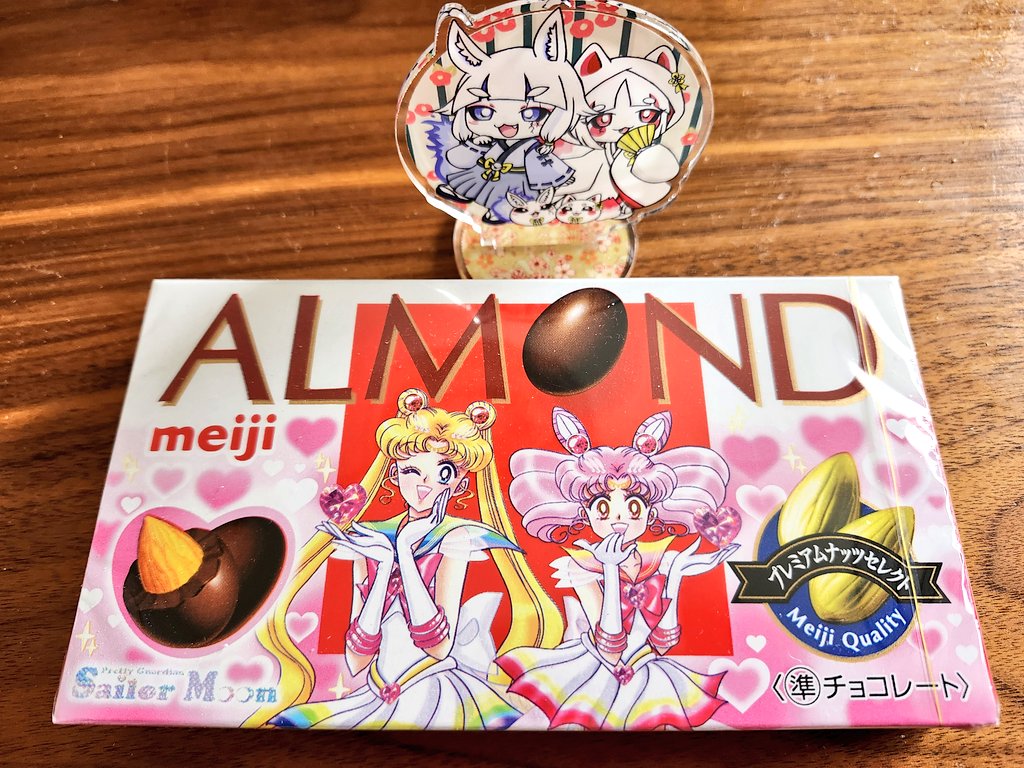 ALMOND
meiji
プレミアムナッツセレクト
Meiji Quality
Pretty Guardian
Sailor Moon
〈準チョコレート〉